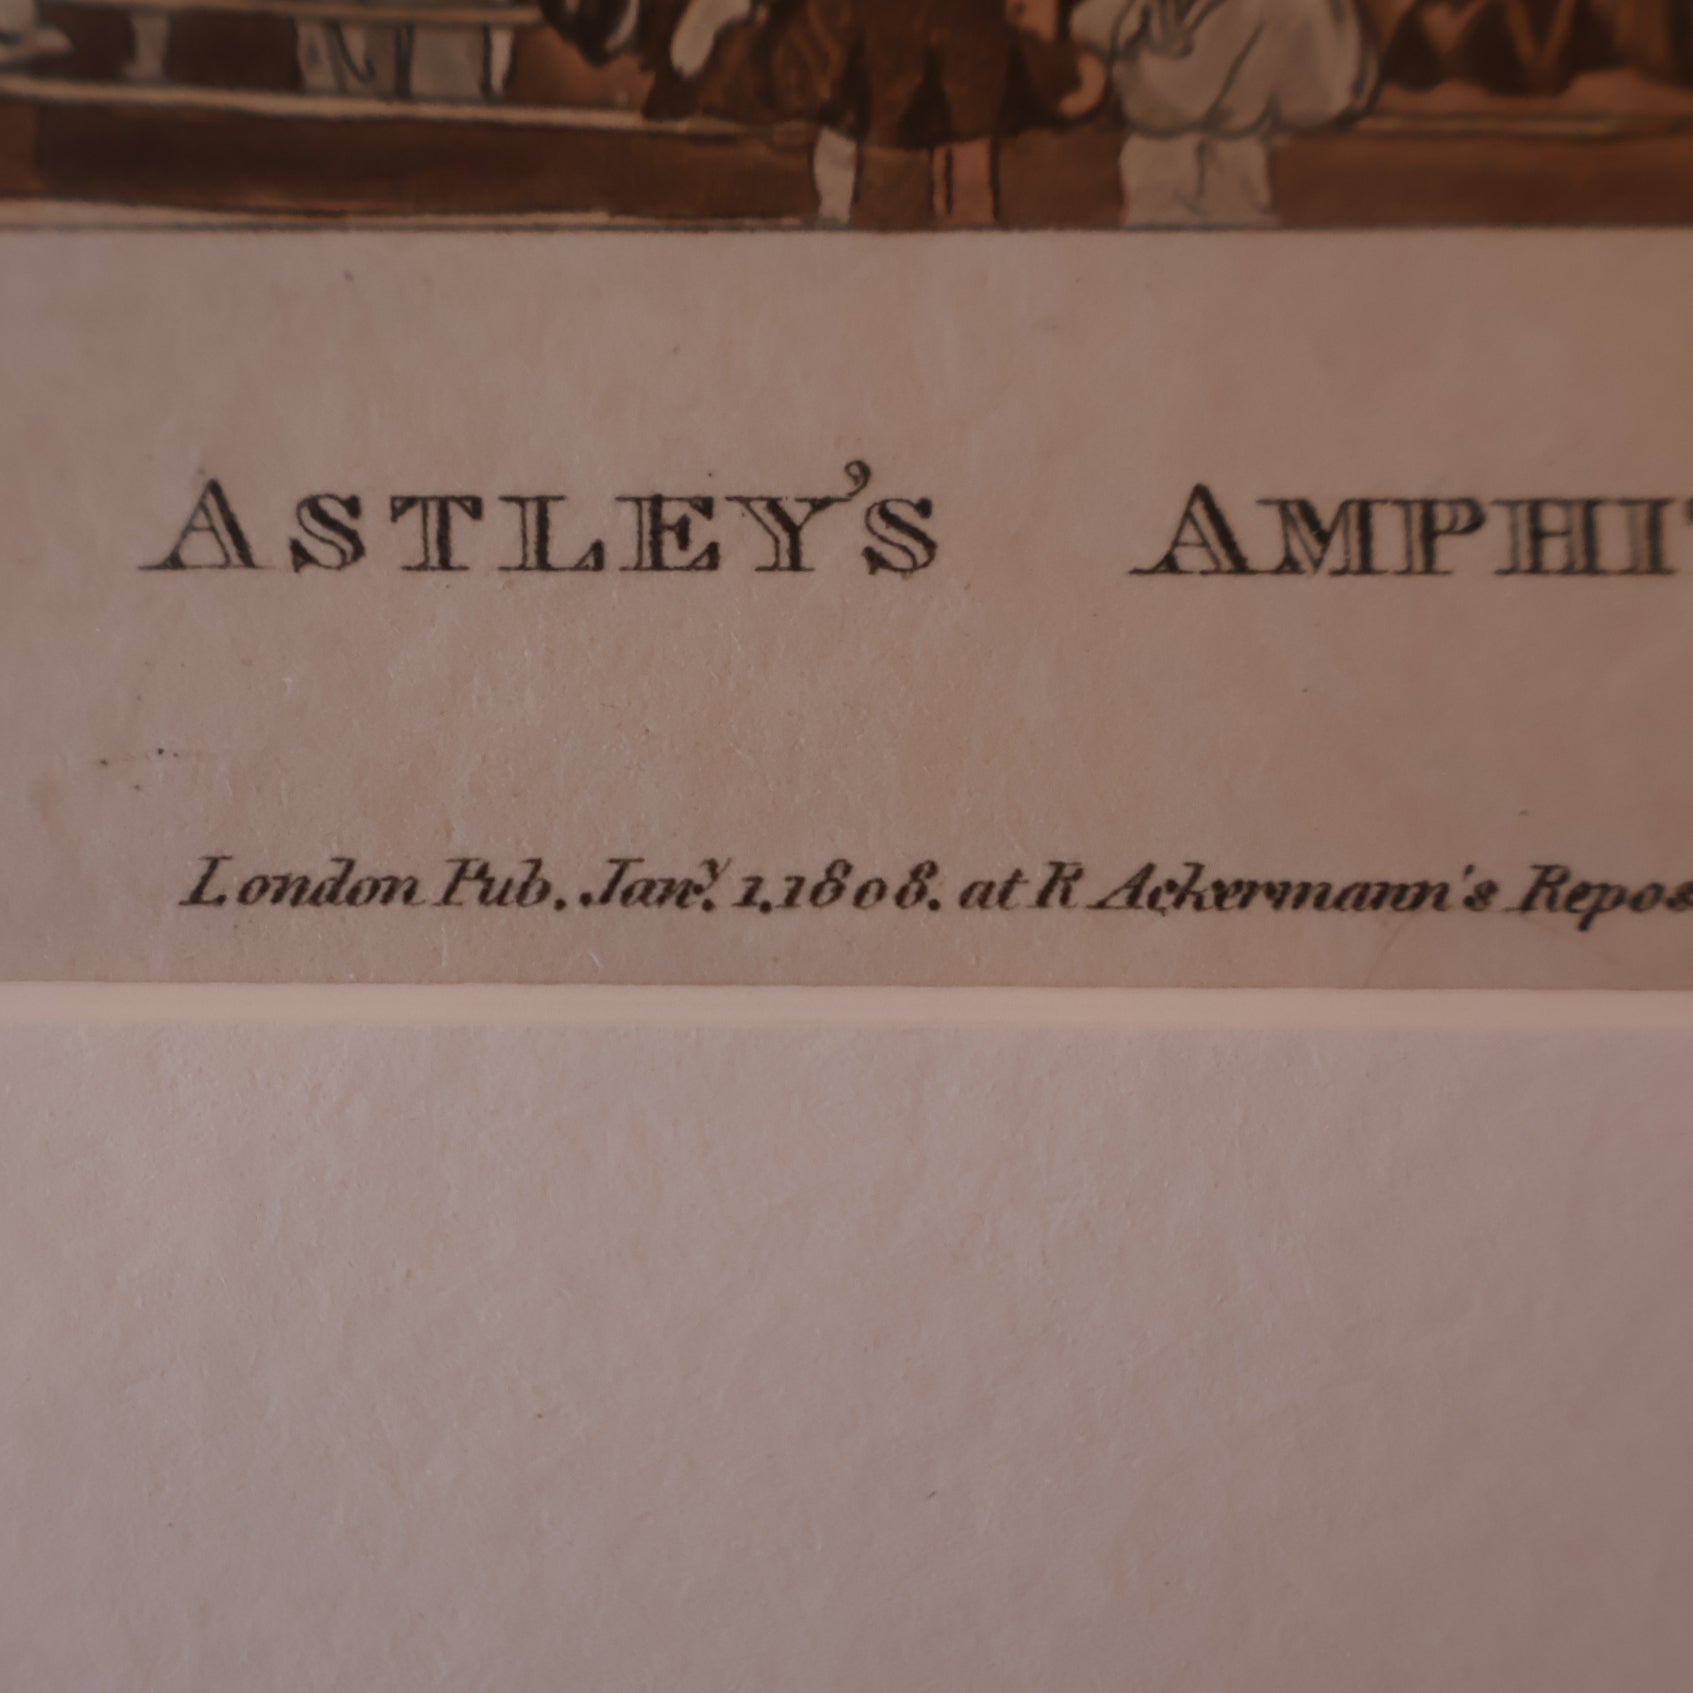 ASTLEY'S AMPHI
London Pub. Jan.y 1.1808. at R Ackermann's Repos